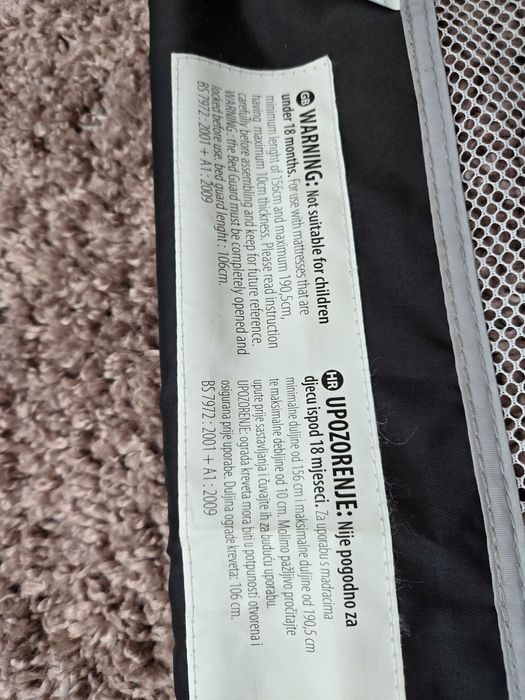 GB WARNING: Not suitable for children
under 18 months. For use with mattresses that are
minimum lenght of 156cm and maximum 190,5cm,
having maximum 10cm thickness. Please read instruction
carefully before assembling and keep for future reference.
WARNING : the Bed Guard must be completely opened and
locked before use. bed guard lenght : 106cm.
BS 7972 : 2001 + A1 : 2009
HR UPOZORENJE: Nije pogodno za
djecu ispod 18 mjeseci. Za uporabu s madracima
minimalne duljine od 156 cm i maksimalne duljine od 190,5 cm
te maksimalne debljine od 10 cm. Molimo pažljivo pročitajte
upute prije sastavljanja i čuvajte ih za buduću uporabu.
UPOZORENJE: ograda kreveta mora biti u potpunosti otvorena i
osigurana prije uporabe. Duljina ograde kreveta: 106 cm.
BS 7972 : 2001 + A1 : 2009